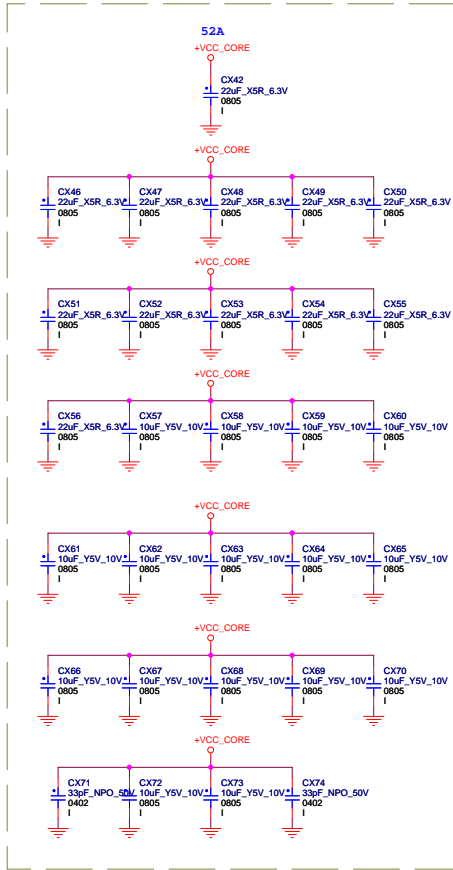 52A
+VCC_CORE
CX42
22uF_X5R_6.3V
0805
I
+VCC_CORE
CX46 CX47 CX48 CX49 CX50
22uF_X5R_6.3V 22uF_X5R_6.3V 22uF_X5R_6.3V 22uF_X5R_6.3V 22uF_X5R_6.3V
0805 0805 0805 0805 0805
I I I I I
+VCC_CORE
CX51 CX52 CX53 CX54 CX55
22uF_X5R_6.3V 22uF_X5R_6.3V 22uF_X5R_6.3V 22uF_X5R_6.3V 22uF_X5R_6.3V
0805 0805 0805 0805 0805
I I I I I
+VCC_CORE
CX56 CX57 CX58 CX59 CX60
22uF_X5R_6.3V 10uF_Y5V_10V 10uF_Y5V_10V 10uF_Y5V_10V 10uF_Y5V_10V
0805 0805 0805 0805 0805
I I I I I
+VCC_CORE
CX61 CX62 CX63 CX64 CX65
10uF_Y5V_10V 10uF_Y5V_10V 10uF_Y5V_10V 10uF_Y5V_10V 10uF_Y5V_10V
0805 0805 0805 0805 0805
I I I I I
+VCC_CORE
CX66 CX67 CX68 CX69 CX70
10uF_Y5V_10V 10uF_Y5V_10V 10uF_Y5V_10V 10uF_Y5V_10V 10uF_Y5V_10V
0805 0805 0805 0805 0805
I I I I I
+VCC_CORE
CX71 CX72 CX73 CX74
33pF_NPO_50V 10uF_Y5V_10V 10uF_Y5V_10V 33pF_NPO_50V
0402 0805 0805 0402
I I I I